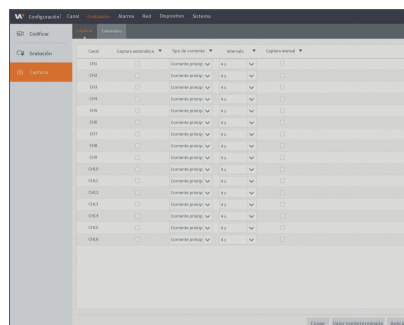 W Configuración| Canal Grabación Alarma Red Dispositivo Sistema
Codificar
Grabación
Capturas
Captura Calendario
Canal Captura automática Tipo de corriente Intervalo Captura manual
CH1 Corriente princip 4 s
CH2 Corriente princip 4 s
CH3 Corriente princip 4 s
CH4 Corriente princip 4 s
CH5 Corriente princip 4 s
CH6 Corriente princip 4 s
CH7 Corriente princip 4 s
CH8 Corriente princip 4 s
CH9 Corriente princip 4 s
CH10 Corriente princip 4 s
CH11 Corriente princip 4 s
CH12 Corriente princip 4 s
CH13 Corriente princip 4 s
CH14 Corriente princip 4 s
CH15 Corriente princip 4 s
CH16 Corriente princip 4 s
Copiar Valor predeterminado Aplica